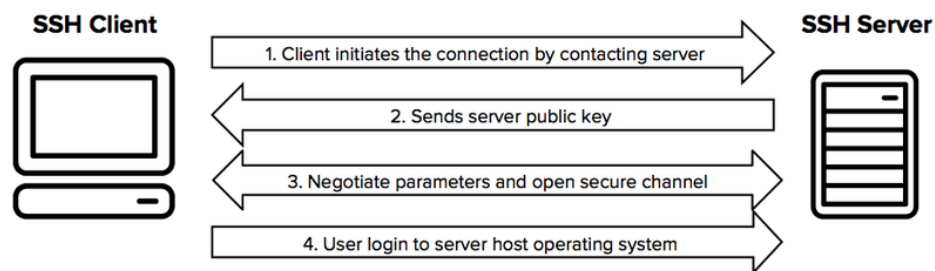 SSH Client
SSH Server
1. Client initiates the connection by contacting server
2. Sends server public key
3. Negotiate parameters and open secure channel
4. User login to server host operating system